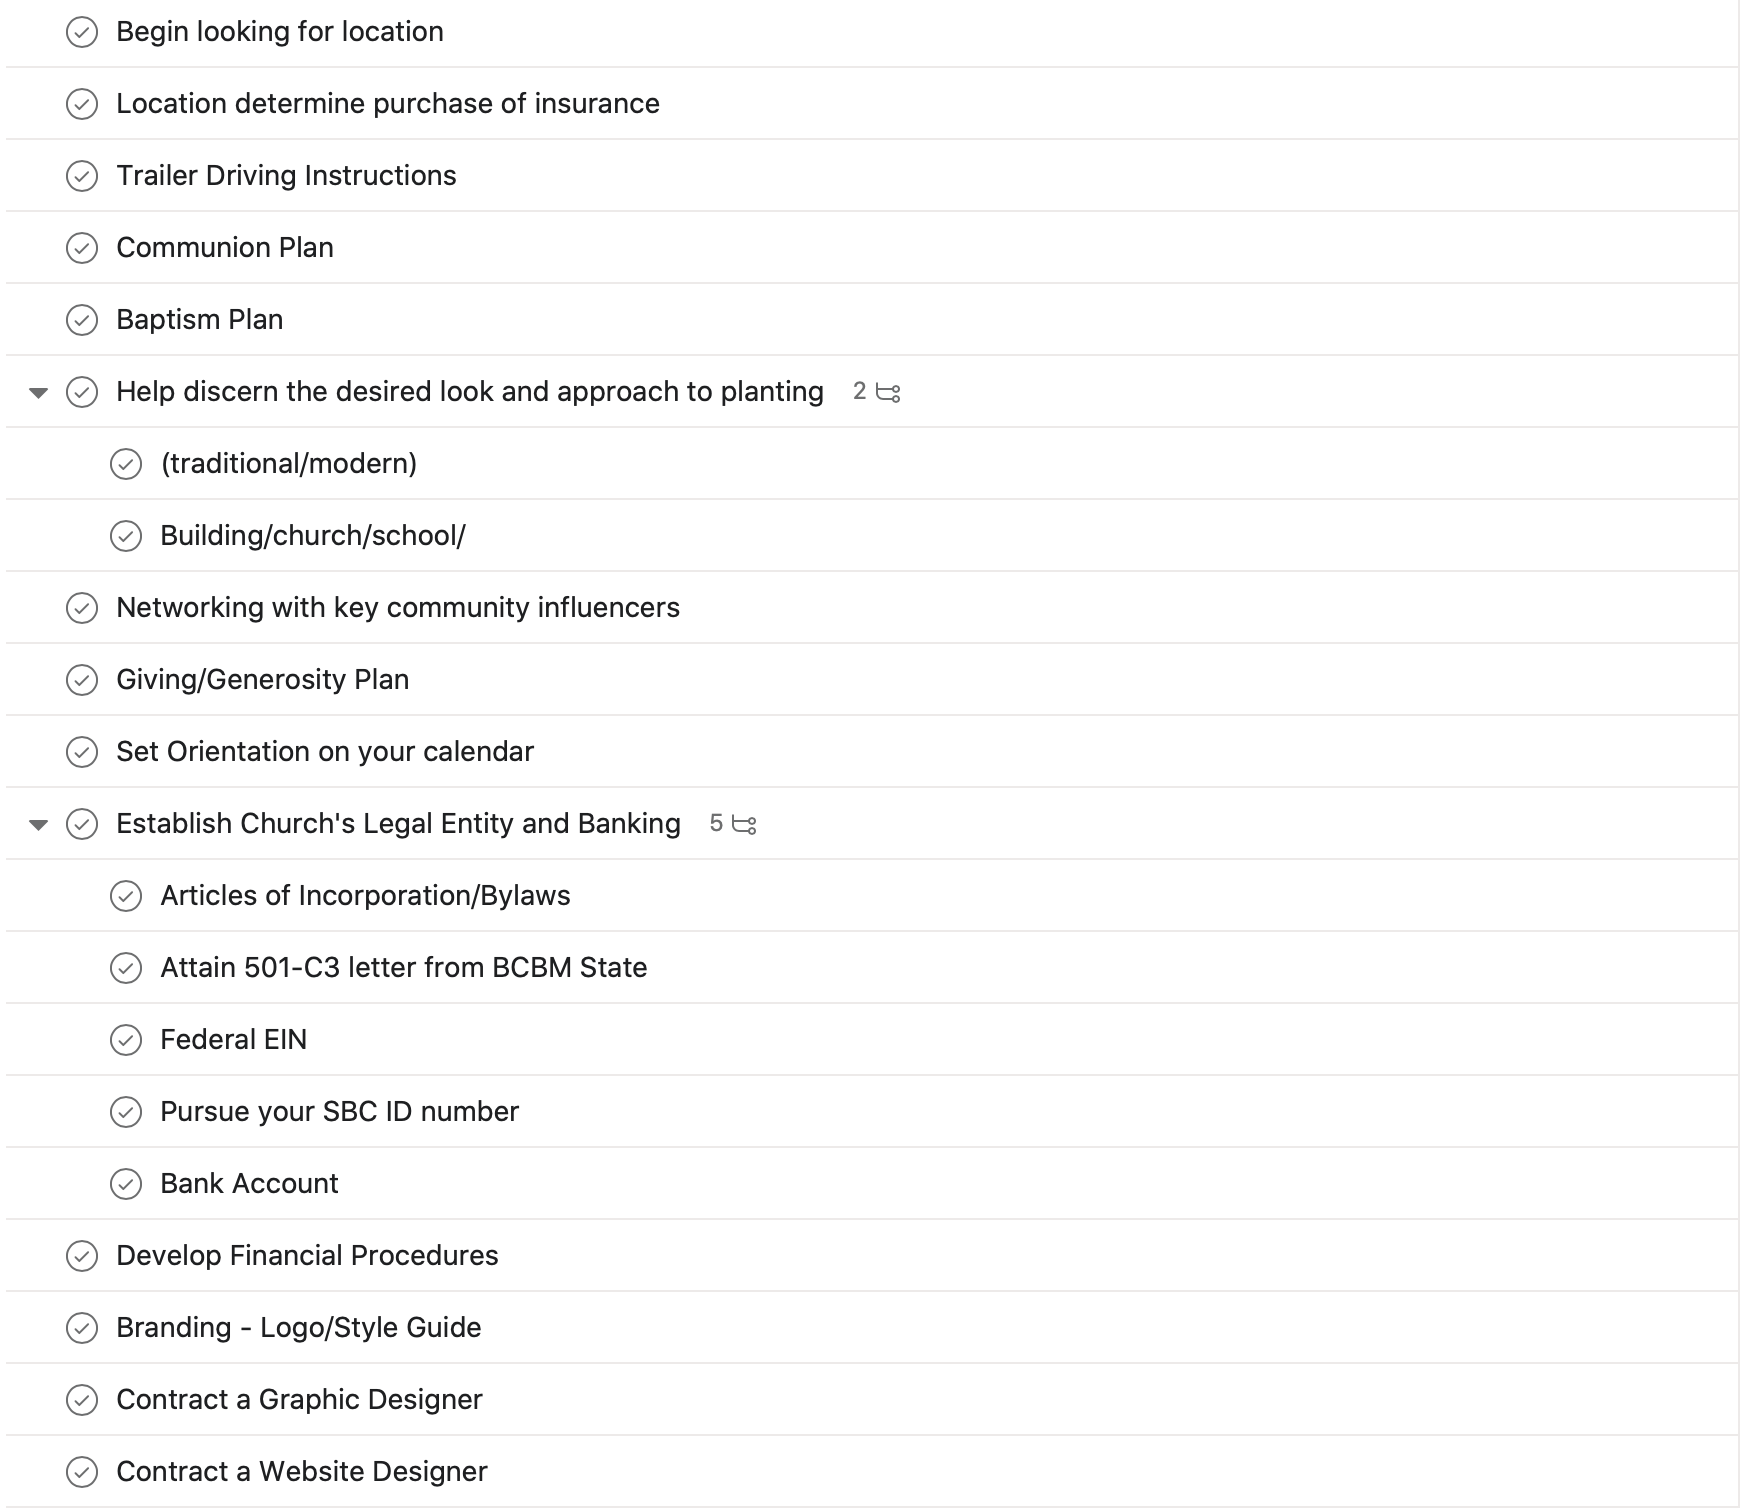 Begin looking for location
Location determine purchase of insurance
Trailer Driving Instructions
Communion Plan
Baptism Plan
Help discern the desired look and approach to planting 2
(traditional/modern)
Building/church/school/
Networking with key community influencers
Giving/Generosity Plan
Set Orientation on your calendar
Establish Church's Legal Entity and Banking 5
Articles of Incorporation/Bylaws
Attain 501-C3 letter from BCBM State
Federal EIN
Pursue your SBC ID number
Bank Account
Develop Financial Procedures
Branding - Logo/Style Guide
Contract a Graphic Designer
Contract a Website Designer